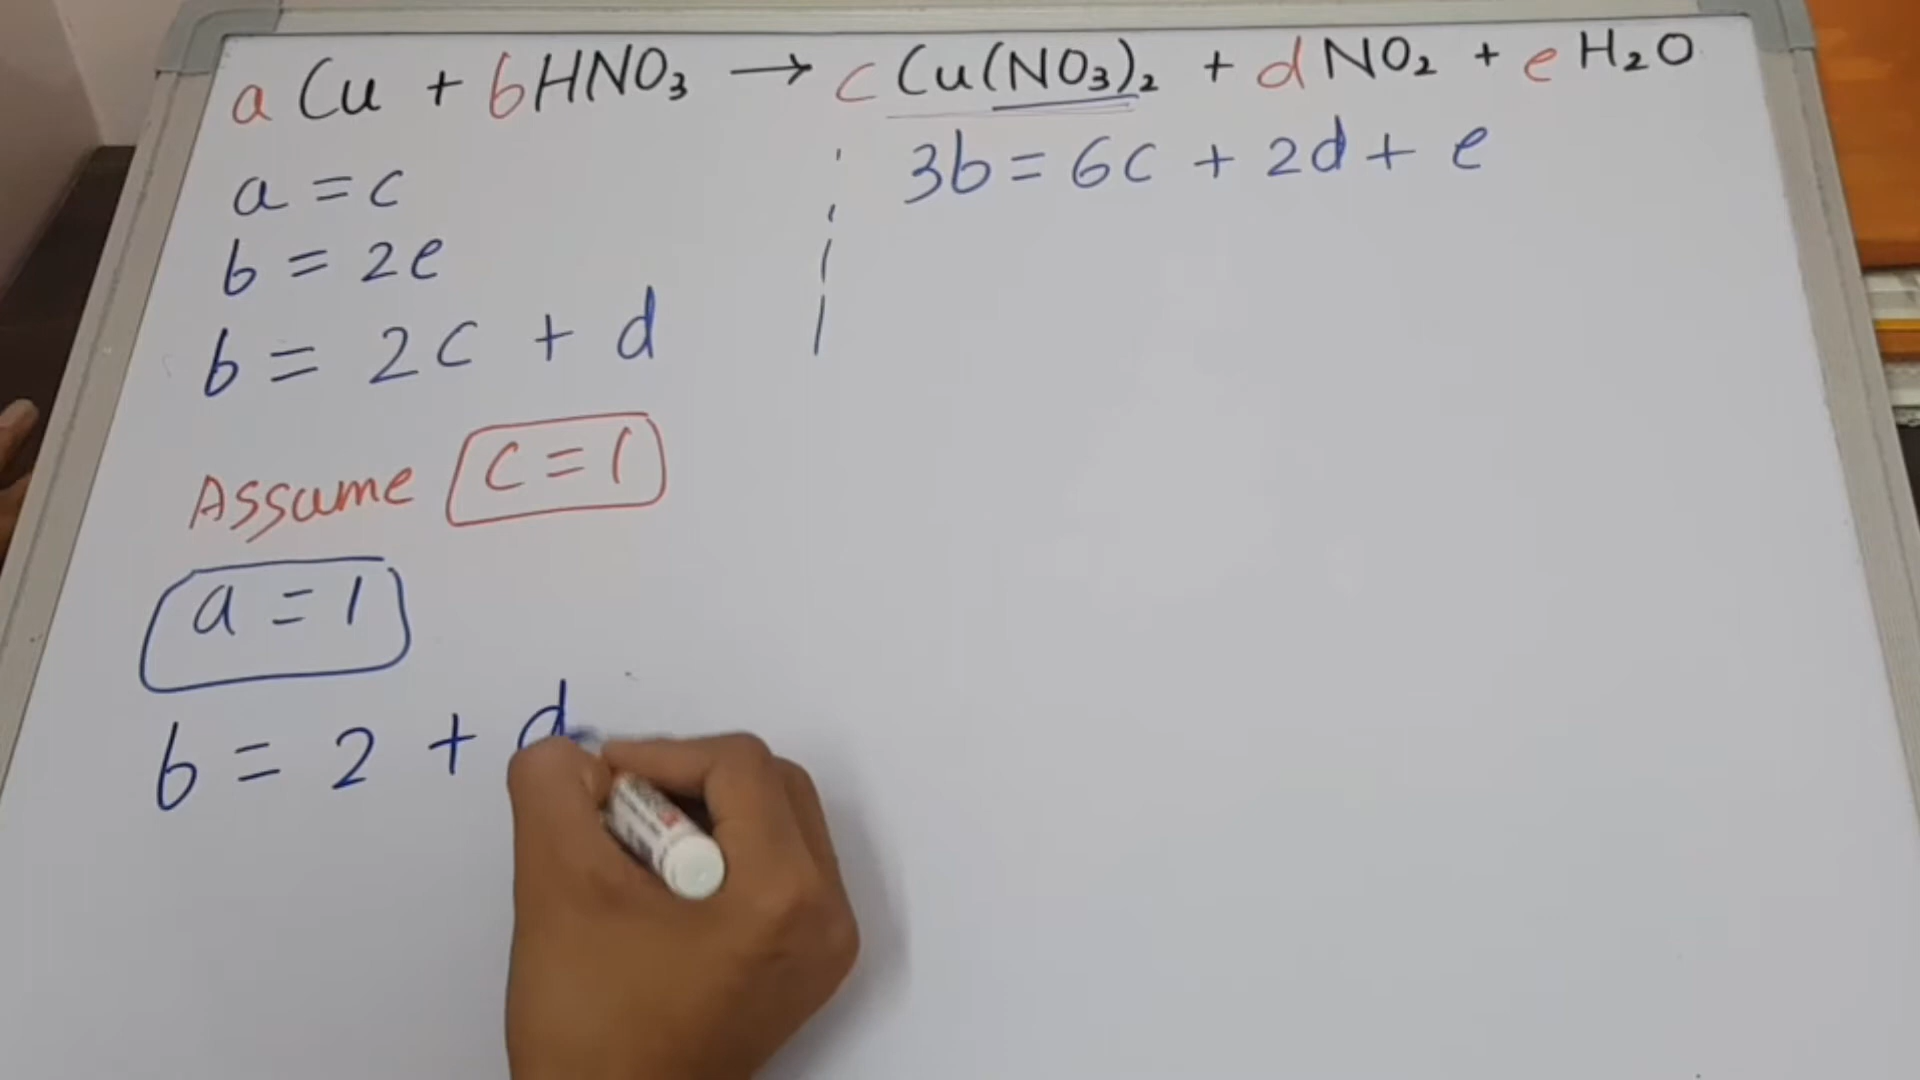 a Cu + b HNO₃ → c Cu(NO₃)₂ + d NO₂ + e H₂O
a = c
b = 2e
b = 2c + d
3b = 6c + 2d + e
Assume c = 1
a = 1
b = 2 + d